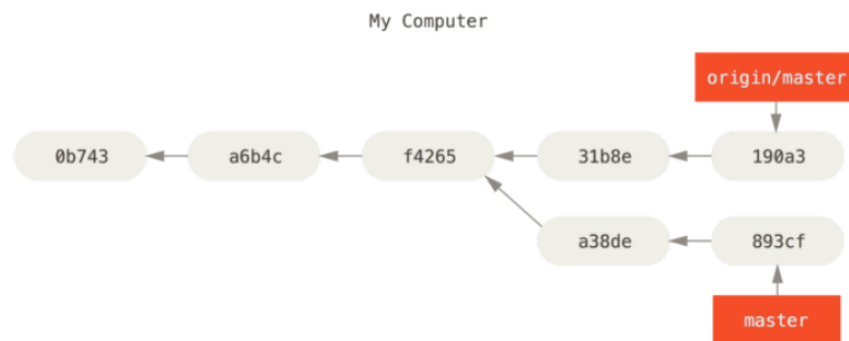 My Computer
origin/master
0b743 a6b4c f4265 31b8e 190a3
a38de 893cf
master